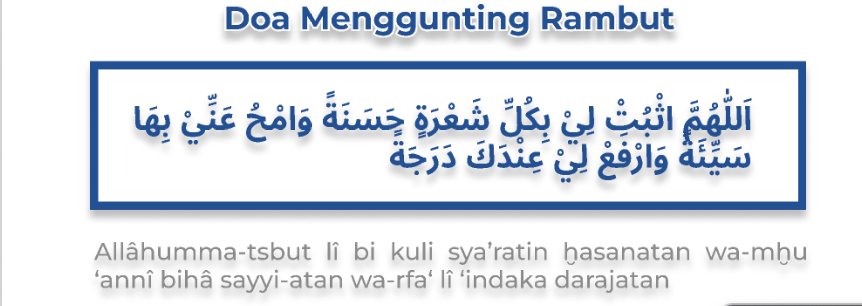 Doa Menggunting Rambut
اَللّٰهُمَّ اثْبُتْ لِيْ بِكُلِّ شَعْرَةٍ حَسَنَةً وَامْحُ عَنِّيْ بِهَا
سَيِّئَةً وَارْفَعْ لِيْ عِنْدَكَ دَرَجَةً
Allâhumma-tsbut lî bi kuli sya’ratin ḫasanatan wa-mḫu
‘annî bihâ sayyi-atan wa-rfa‘ lî ‘indaka darajatan